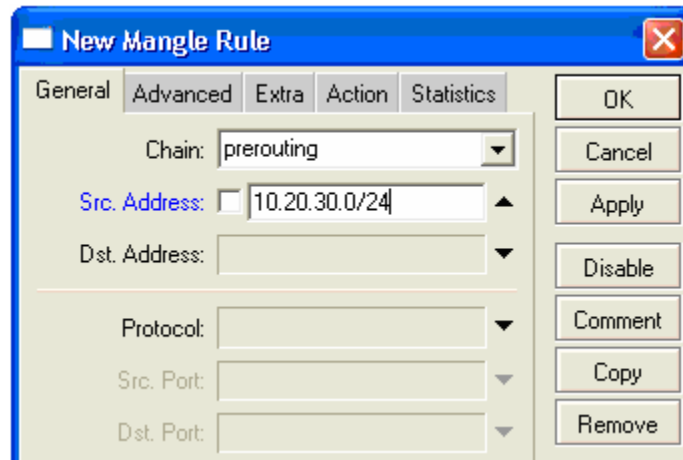 New Mangle Rule
General Advanced Extra Action Statistics
OK
Chain: prerouting
Cancel
Src. Address: 10.20.30.0/24
Apply
Dst. Address:
Disable
Protocol:
Comment
Src. Port:
Copy
Dst. Port:
Remove